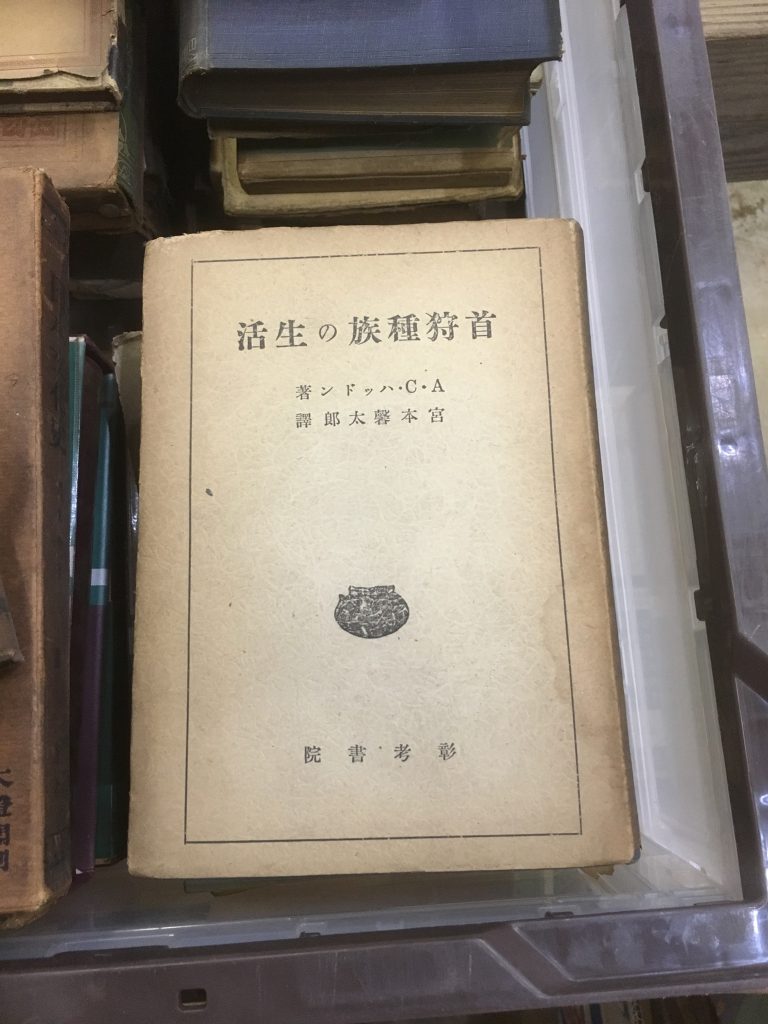 首狩種族の生活
A・C・ハッドン著
宮本馨太郎譯
彰考書院